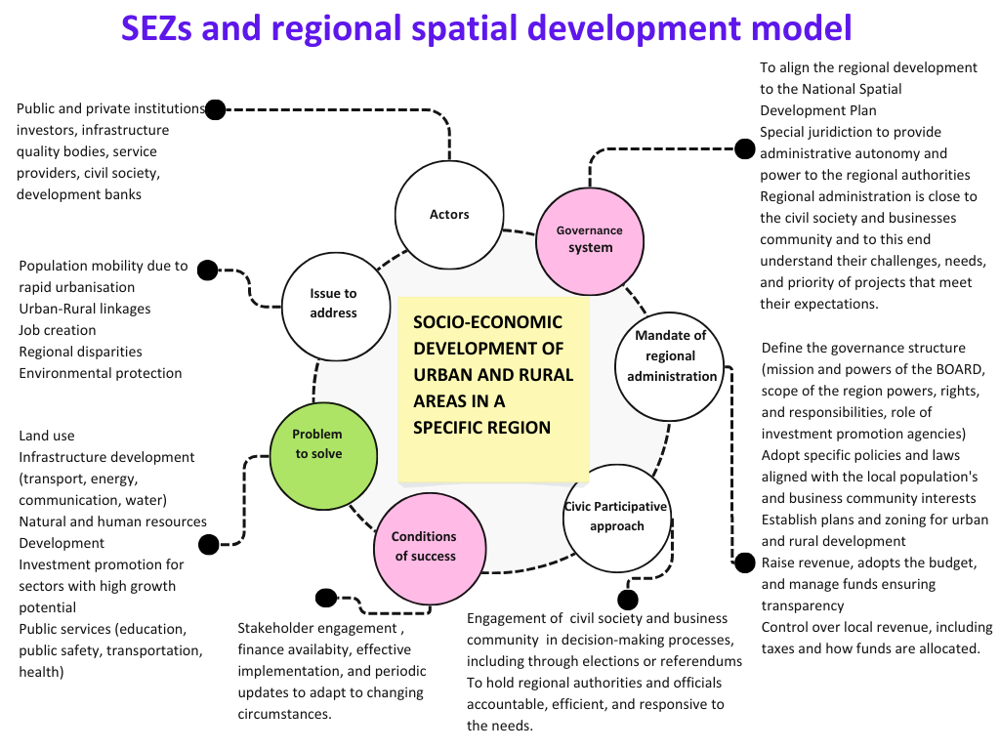 SEZs and regional spatial development model
Public and private institutions
investors, infrastructure
quality bodies, service
providers, civil society,
development banks
Actors
Governance
system
To align the regional development
to the National Spatial
Development Plan
Special juridiction to provide
administrative autonomy and
power to the regional authorities
Regional administration is close to
the civil society and businesses
community and to this end
understand their challenges, needs,
and priority of projects that meet
their expectations.
Population mobility due to
rapid urbanisation
Urban-Rural linkages
Job creation
Regional disparities
Environmental protection
Issue to
address
SOCIO-ECONOMIC
DEVELOPMENT OF
URBAN AND RURAL
AREAS IN A
SPECIFIC REGION
Mandate of
regional
administration
Define the governance structure
(mission and powers of the BOARD,
scope of the region powers, rights,
and responsibilities, role of
investment promotion agencies)
Adopt specific policies and laws
aligned with the local population's
and business community interests
Establish plans and zoning for urban
and rural development
Raise revenue, adopts the budget,
and manage funds ensuring
transparency
Control over local revenue, including
taxes and how funds are allocated.
Land use
Infrastructure development
(transport, energy,
communication, water)
Natural and human resources
Development
Investment promotion for
sectors with high growth
potential
Public services (education,
public safety, transportation,
health)
Problem
to solve
Conditions
of success
Civic Participative
approach
Stakeholder engagement ,
finance availabity, effective
implementation, and periodic
updates to adapt to changing
circumstances.
Engagement of civil society and business
community in decision-making processes,
including through elections or referendums
To hold regional authorities and officials
accountable, efficient, and responsive to
the needs.